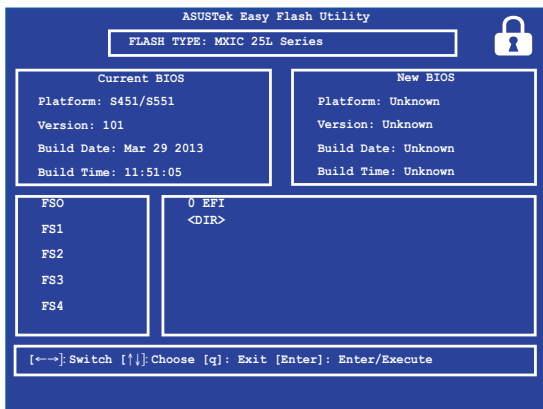 ASUSTek Easy Flash Utility
FLASH TYPE: MXIC 25L Series
Current BIOS
Platform: S451/S551
Version: 101
Build Date: Mar 29 2013
Build Time: 11:51:05
New BIOS
Platform: Unknown
Version: Unknown
Build Date: Unknown
Build Time: Unknown
FSO
FS1
FS2
FS3
FS4
0 EFI
<DIR>
[←→]: Switch [↑↓]: Choose [q]: Exit [Enter]: Enter/Execute